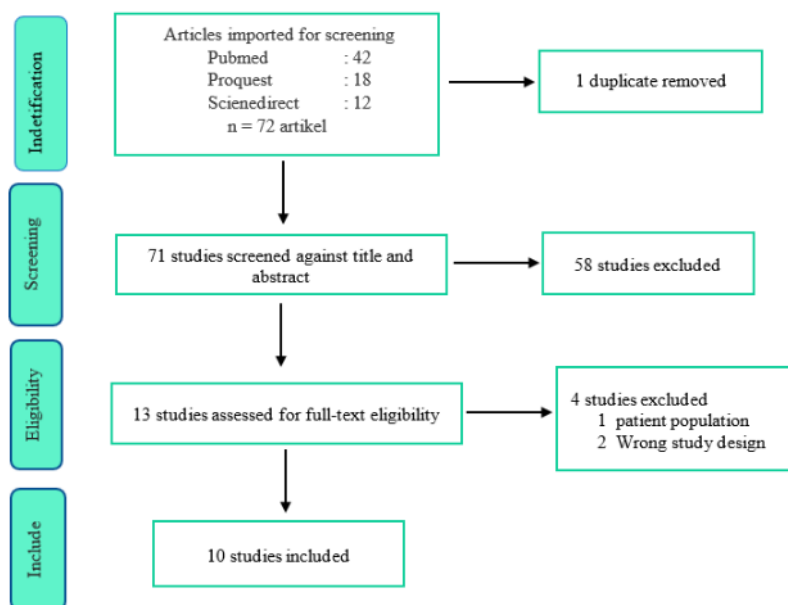 Indetification
Articles imported for screening
Pubmed : 42
Proquest : 18
Scienedirect : 12
n = 72 artikel
1 duplicate removed
Screening
71 studies screened against title and
abstract
58 studies excluded
Eligibility
13 studies assessed for full-text eligibility
4 studies excluded
1 patient population
2 Wrong study design
Include
10 studies included